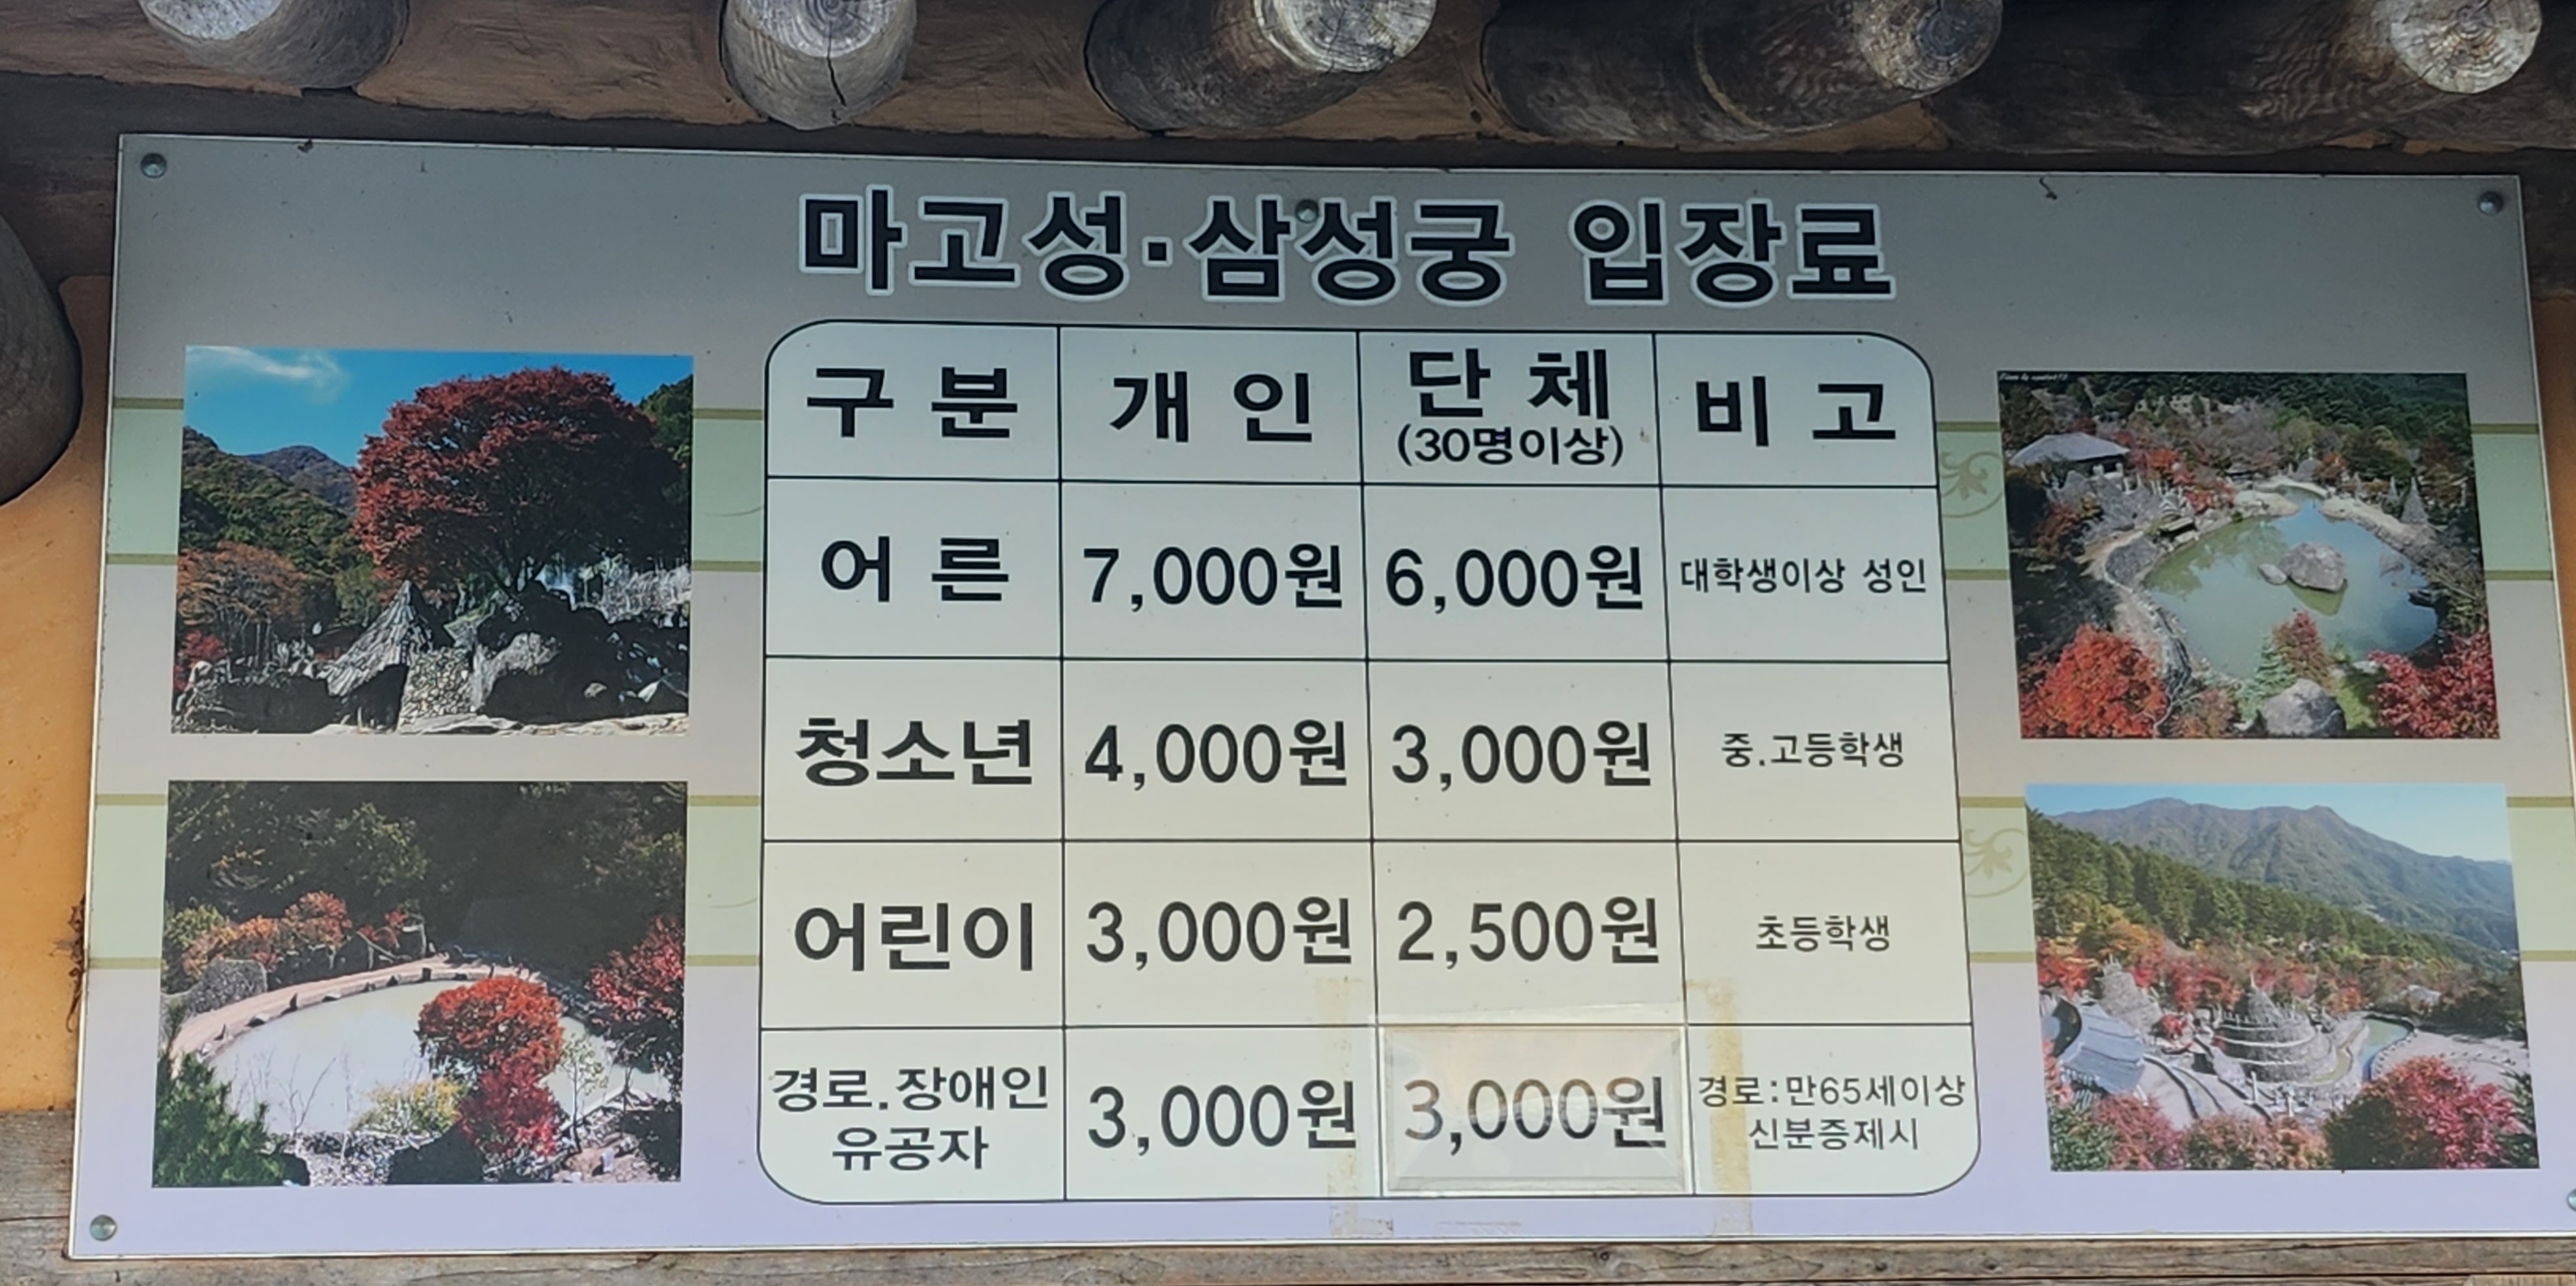 마고성·삼성궁 입장료
구 분 개 인 단 체 비 고
(30명이상)
어 른 7,000원 6,000원 대학생이상 성인
청소년 4,000원 3,000원 중.고등학생
어린이 3,000원 2,500원 초등학생
경로.장애인 3,000원 3,000원 경로:만65세이상
유공자 신분증제시